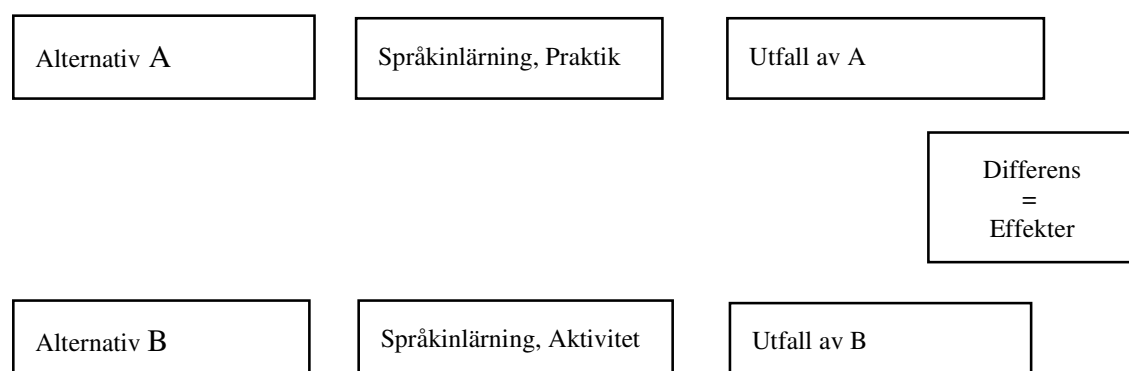 Alternativ A
Språkinlärning, Praktik
Utfall av A
Differens
=
Effekter
Alternativ B
Språkinlärning, Aktivitet
Utfall av B